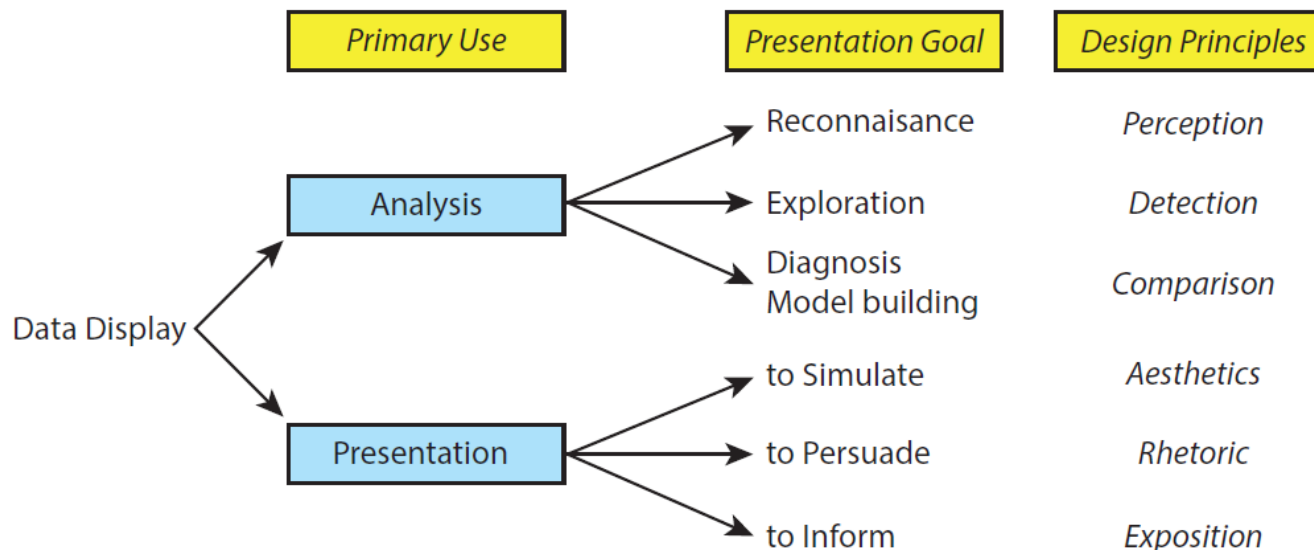 Primary Use
Presentation Goal
Design Principles
Reconnaisance
Perception
Analysis
Exploration
Detection
Diagnosis
Model building
Comparison
Data Display
to Simulate
Aesthetics
Presentation
to Persuade
Rhetoric
to Inform
Exposition